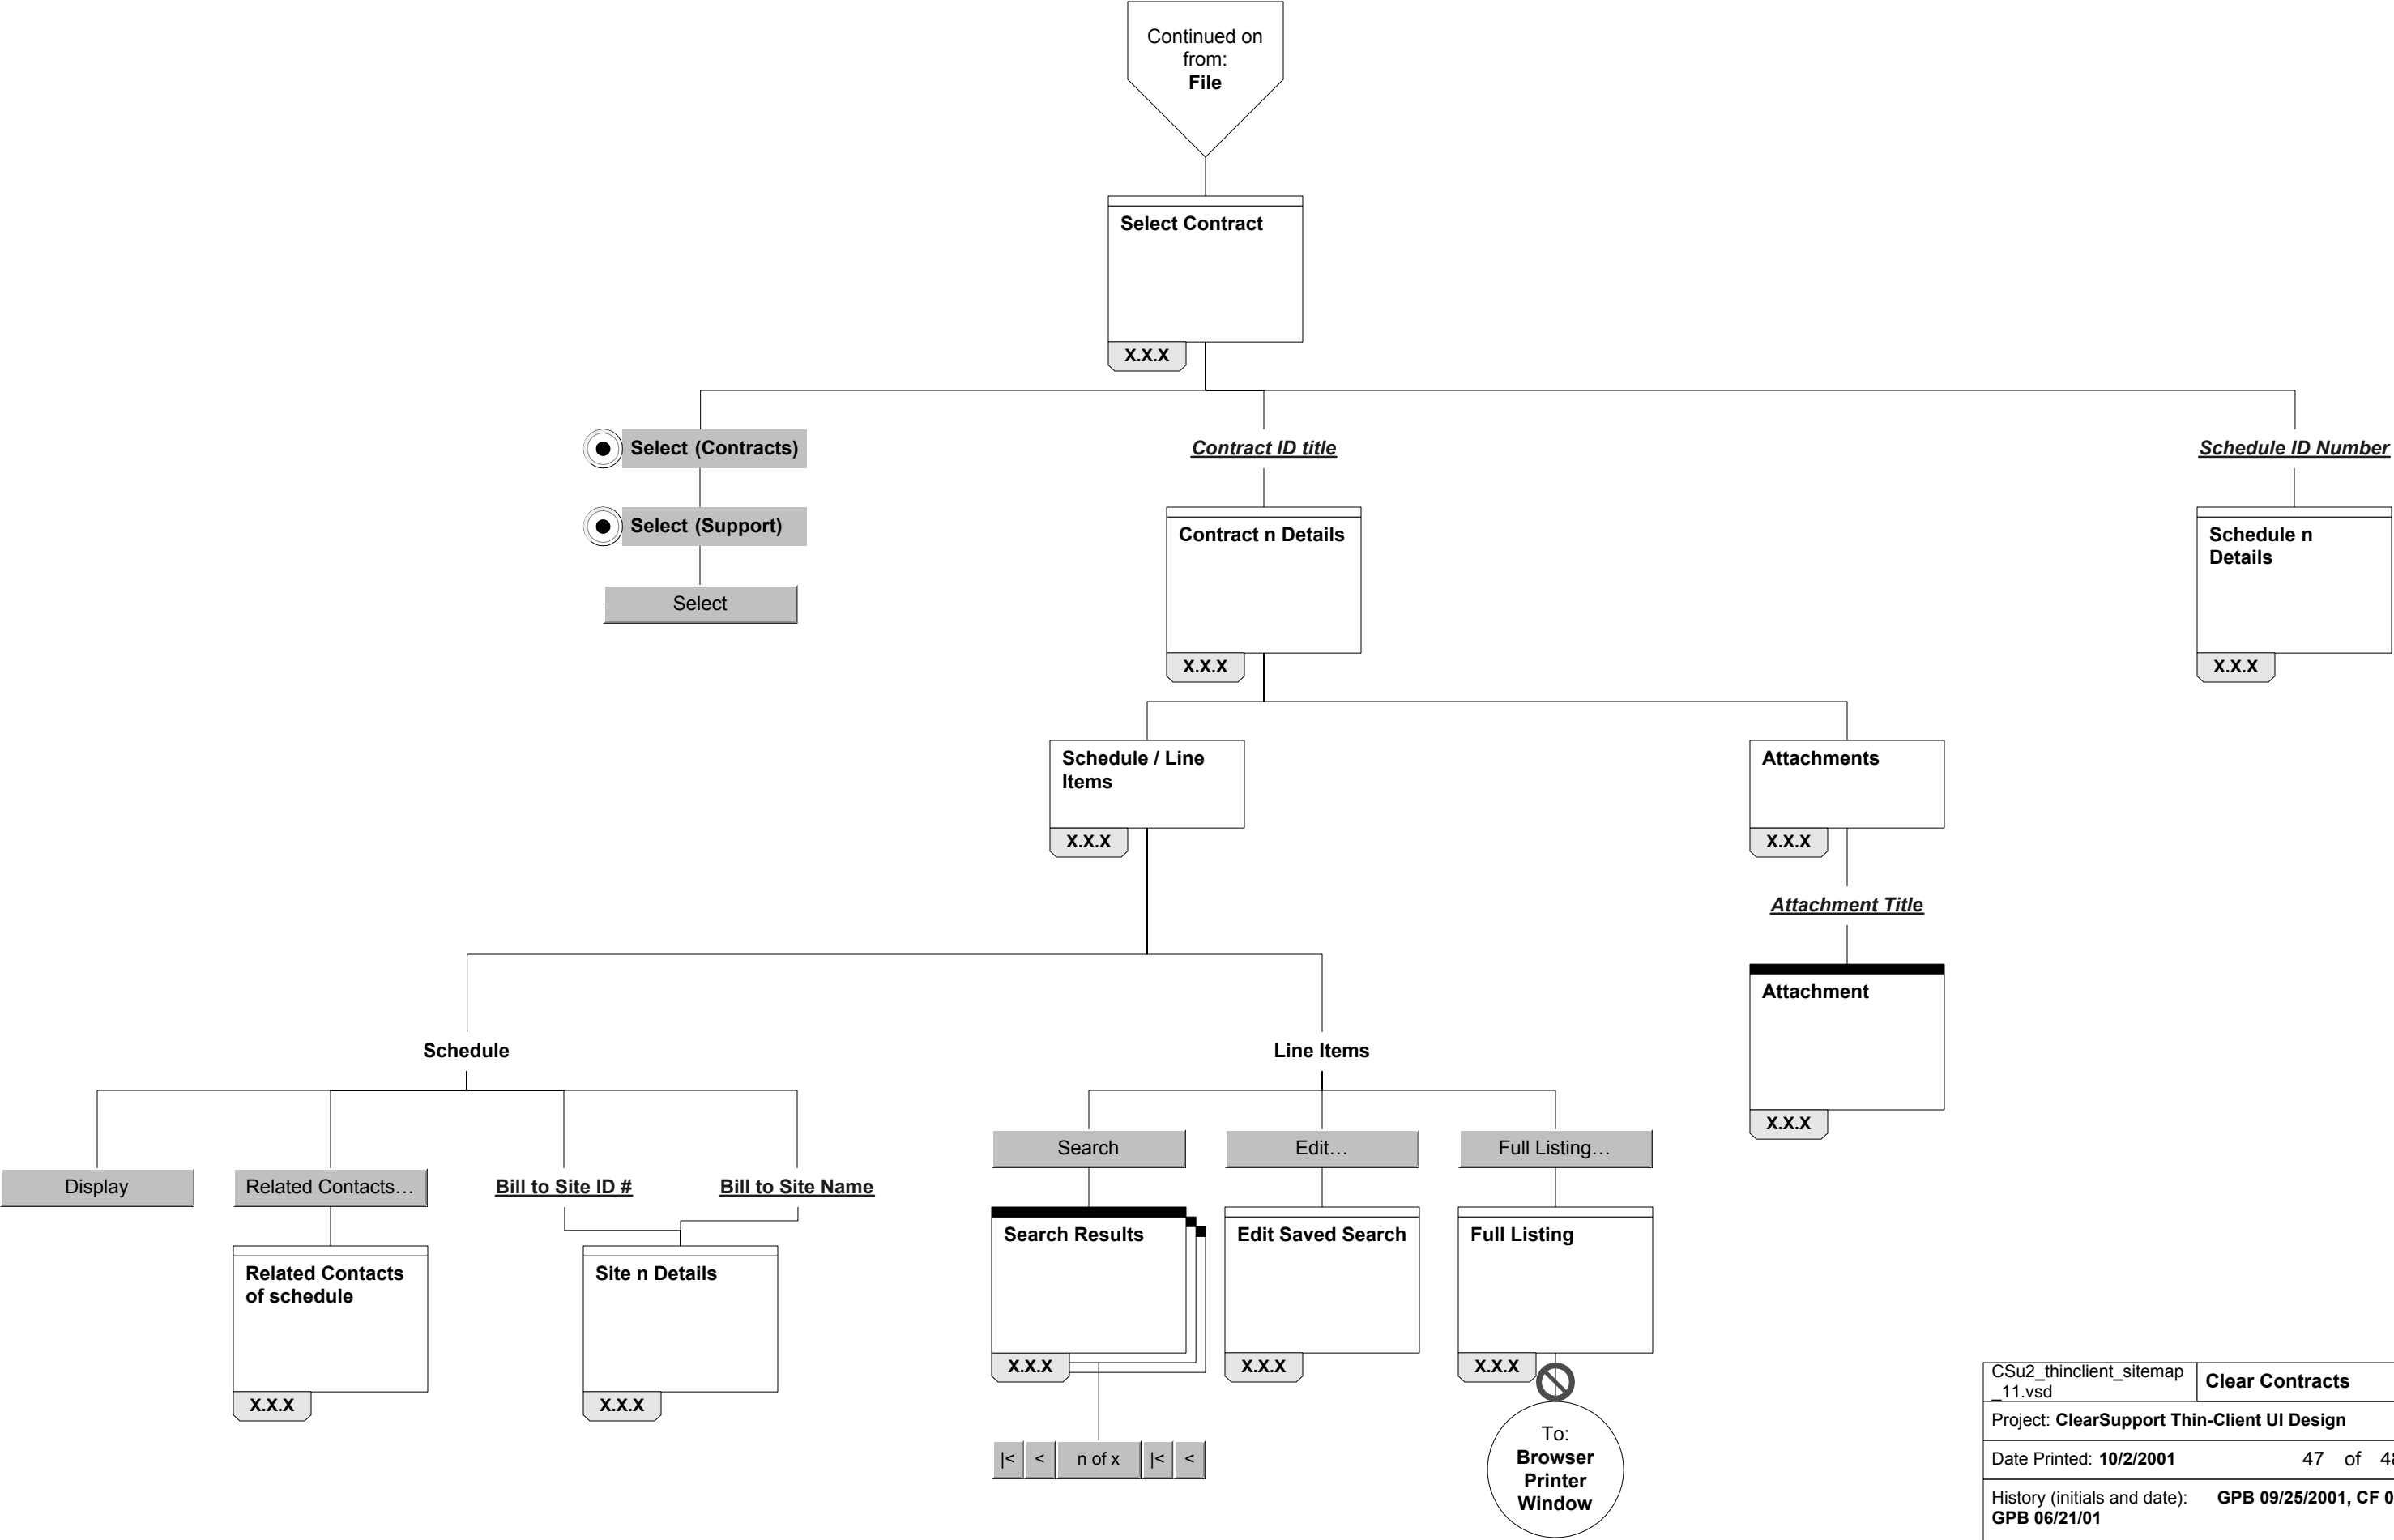 Continued on
from:
File
Select Contract
X.X.X
Select (Contracts)
Contract ID title
Schedule ID Number
Select (Support)
Contract n Details
Schedule n
Details
Select
X.X.X
X.X.X
Schedule / Line
Items
Attachments
X.X.X
X.X.X
Attachment Title
Attachment
Schedule
Line Items
X.X.X
Search
Edit…
Full Listing…
Display
Related Contacts…
Bill to Site ID #
Bill to Site Name
Search Results
Edit Saved Search
Full Listing
Related Contacts
of schedule
Site n Details
X.X.X
X.X.X
X.X.X
X.X.X
X.X.X
|<
<
n of x
|<
<
To:
Browser
Printer
Window
CSu2_thinclient_sitemap
_11.vsd
Clear Contracts
Project: ClearSupport Thin-Client UI Design
Date Printed: 10/2/2001
47 of
History (initials and date): GPB 09/25/2001, CF
GPB 06/21/01